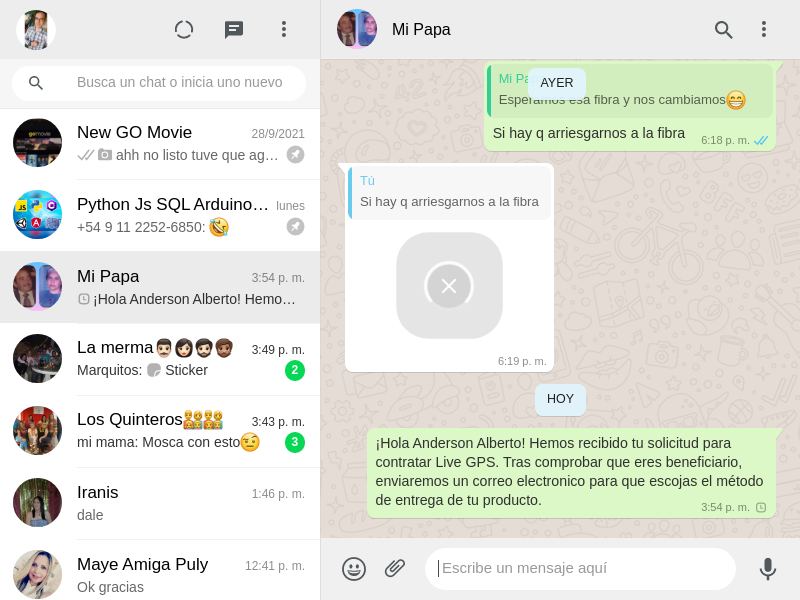 Busca un chat o inicia uno nuevo
New GO Movie
28/9/2021
ahh no listo tuve que ag…
Python Js SQL Arduino…
lunes
+54 9 11 2252-6850: 🤣
Mi Papa
3:54 p. m.
¡Hola Anderson Alberto! Hemo…
La merma👨🏻👩🏻🧔🏻🧔🏾
3:49 p. m.
Marquitos: Sticker
2
Los Quinteros👨‍👩‍👧‍👦👨‍👩‍👧‍👦
3:43 p. m.
mi mama: Mosca con esto🤨
3
Iranis
1:46 p. m.
dale
Maye Amiga Puly
12:41 p. m.
Ok gracias
Mi Papa
AYER
Mi Pa
Esperamos esa fibra y nos cambiamos😁
Si hay q arriesgarnos a la fibra
6:18 p. m.
Tú
Si hay q arriesgarnos a la fibra
6:19 p. m.
HOY
¡Hola Anderson Alberto! Hemos recibido tu solicitud para
contratar Live GPS. Tras comprobar que eres beneficiario,
enviaremos un correo electronico para que escojas el método
de entrega de tu producto.
3:54 p. m.
Escribe un mensaje aquí